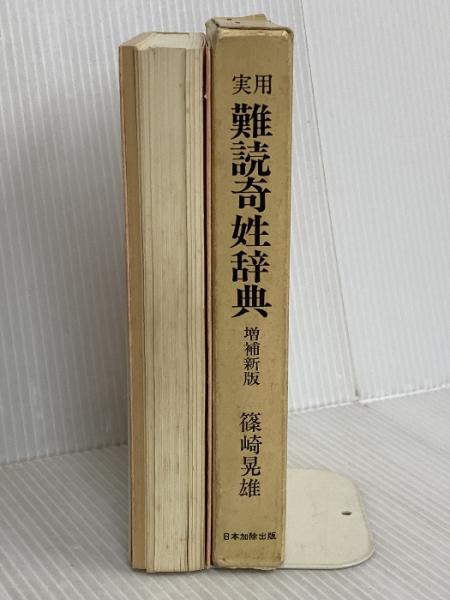 実用
難読奇姓辞典
増補新版
篠崎晃雄
日本加除出版